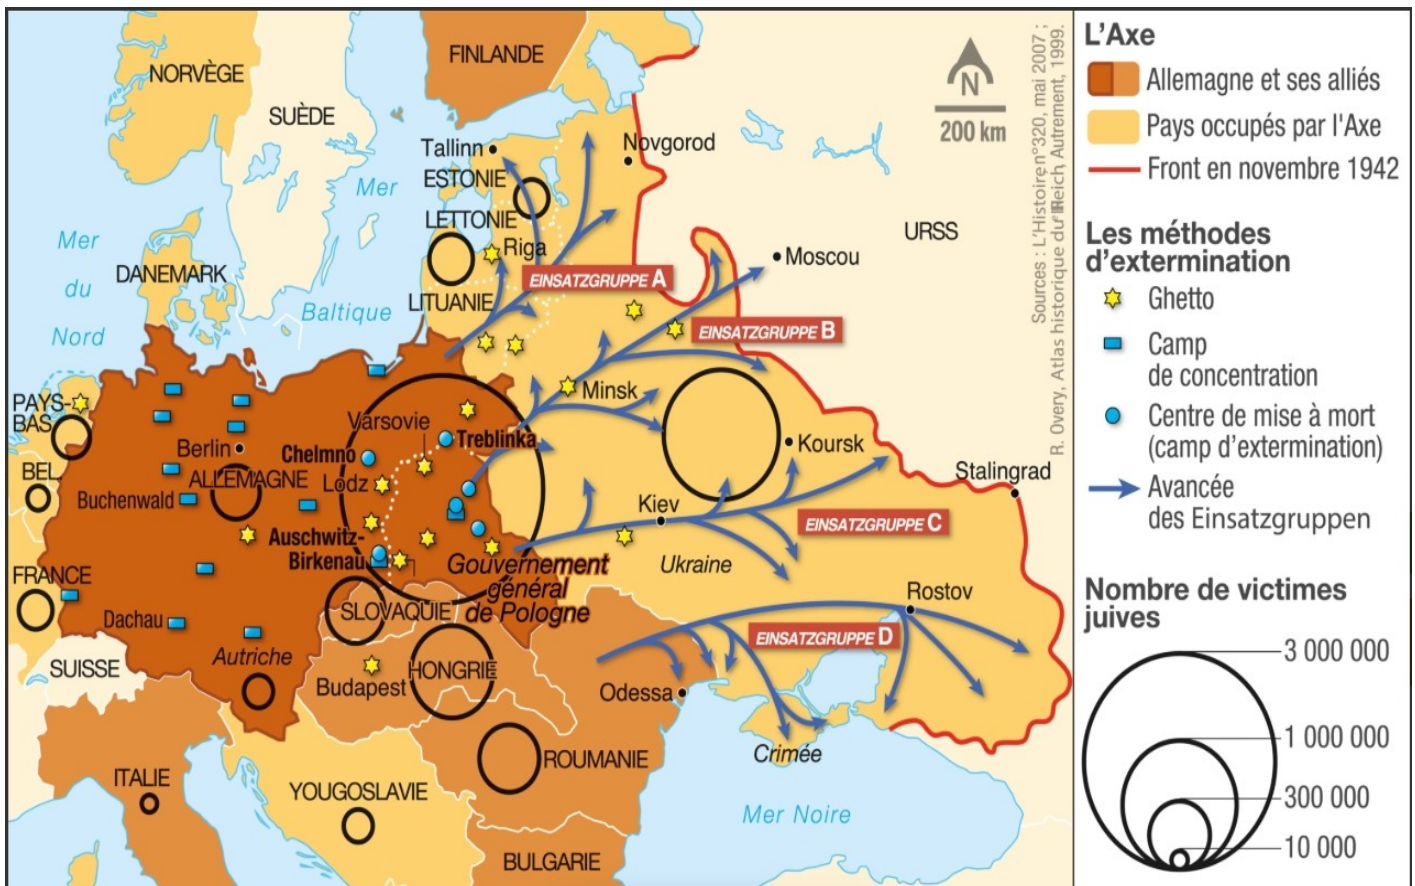 FINLANDE
NORVÈGE
SUÈDE
Tallinn
Novgorod
ESTONIE
Mer
LETTONIE
Riga
URSS
Moscou
Mer
du
Nord
DANEMARK
EINSATZGRUPPE A
LITUANIE
Baltique
EINSATZGRUPPE B
Minsk
PAYS-
BAS
Varsovie
Treblinka
Berlin
Chelmno
Koursk
BEL.
ALLEMAGNE
Lodz
Stalingrad
Buchenwald
Kiev
EINSATZGRUPPE C
Auschwitz-
Birkenau
Gouvernement
général
de Pologne
Ukraine
FRANCE
SLOVAQUIE
Rostov
Dachau
EINSATZGRUPPE D
SUISSE
Autriche
HONGRIE
Budapest
Odessa
Crimée
ROUMANIE
ITALIE
YOUGOSLAVIE
Mer Noire
BULGARIE
N
200 km
Sources : L'Histoire n°320, mai 2007 ;
R. Overy, Atlas historique du Reich, Autrement, 1999.
L'Axe
Allemagne et ses alliés
Pays occupés par l'Axe
Front en novembre 1942
Les méthodes
d'extermination
Ghetto
Camp
de concentration
Centre de mise à mort
(camp d'extermination)
Avancée
des Einsatzgruppen
Nombre de victimes
juives
3 000 000
1 000 000
300 000
10 000